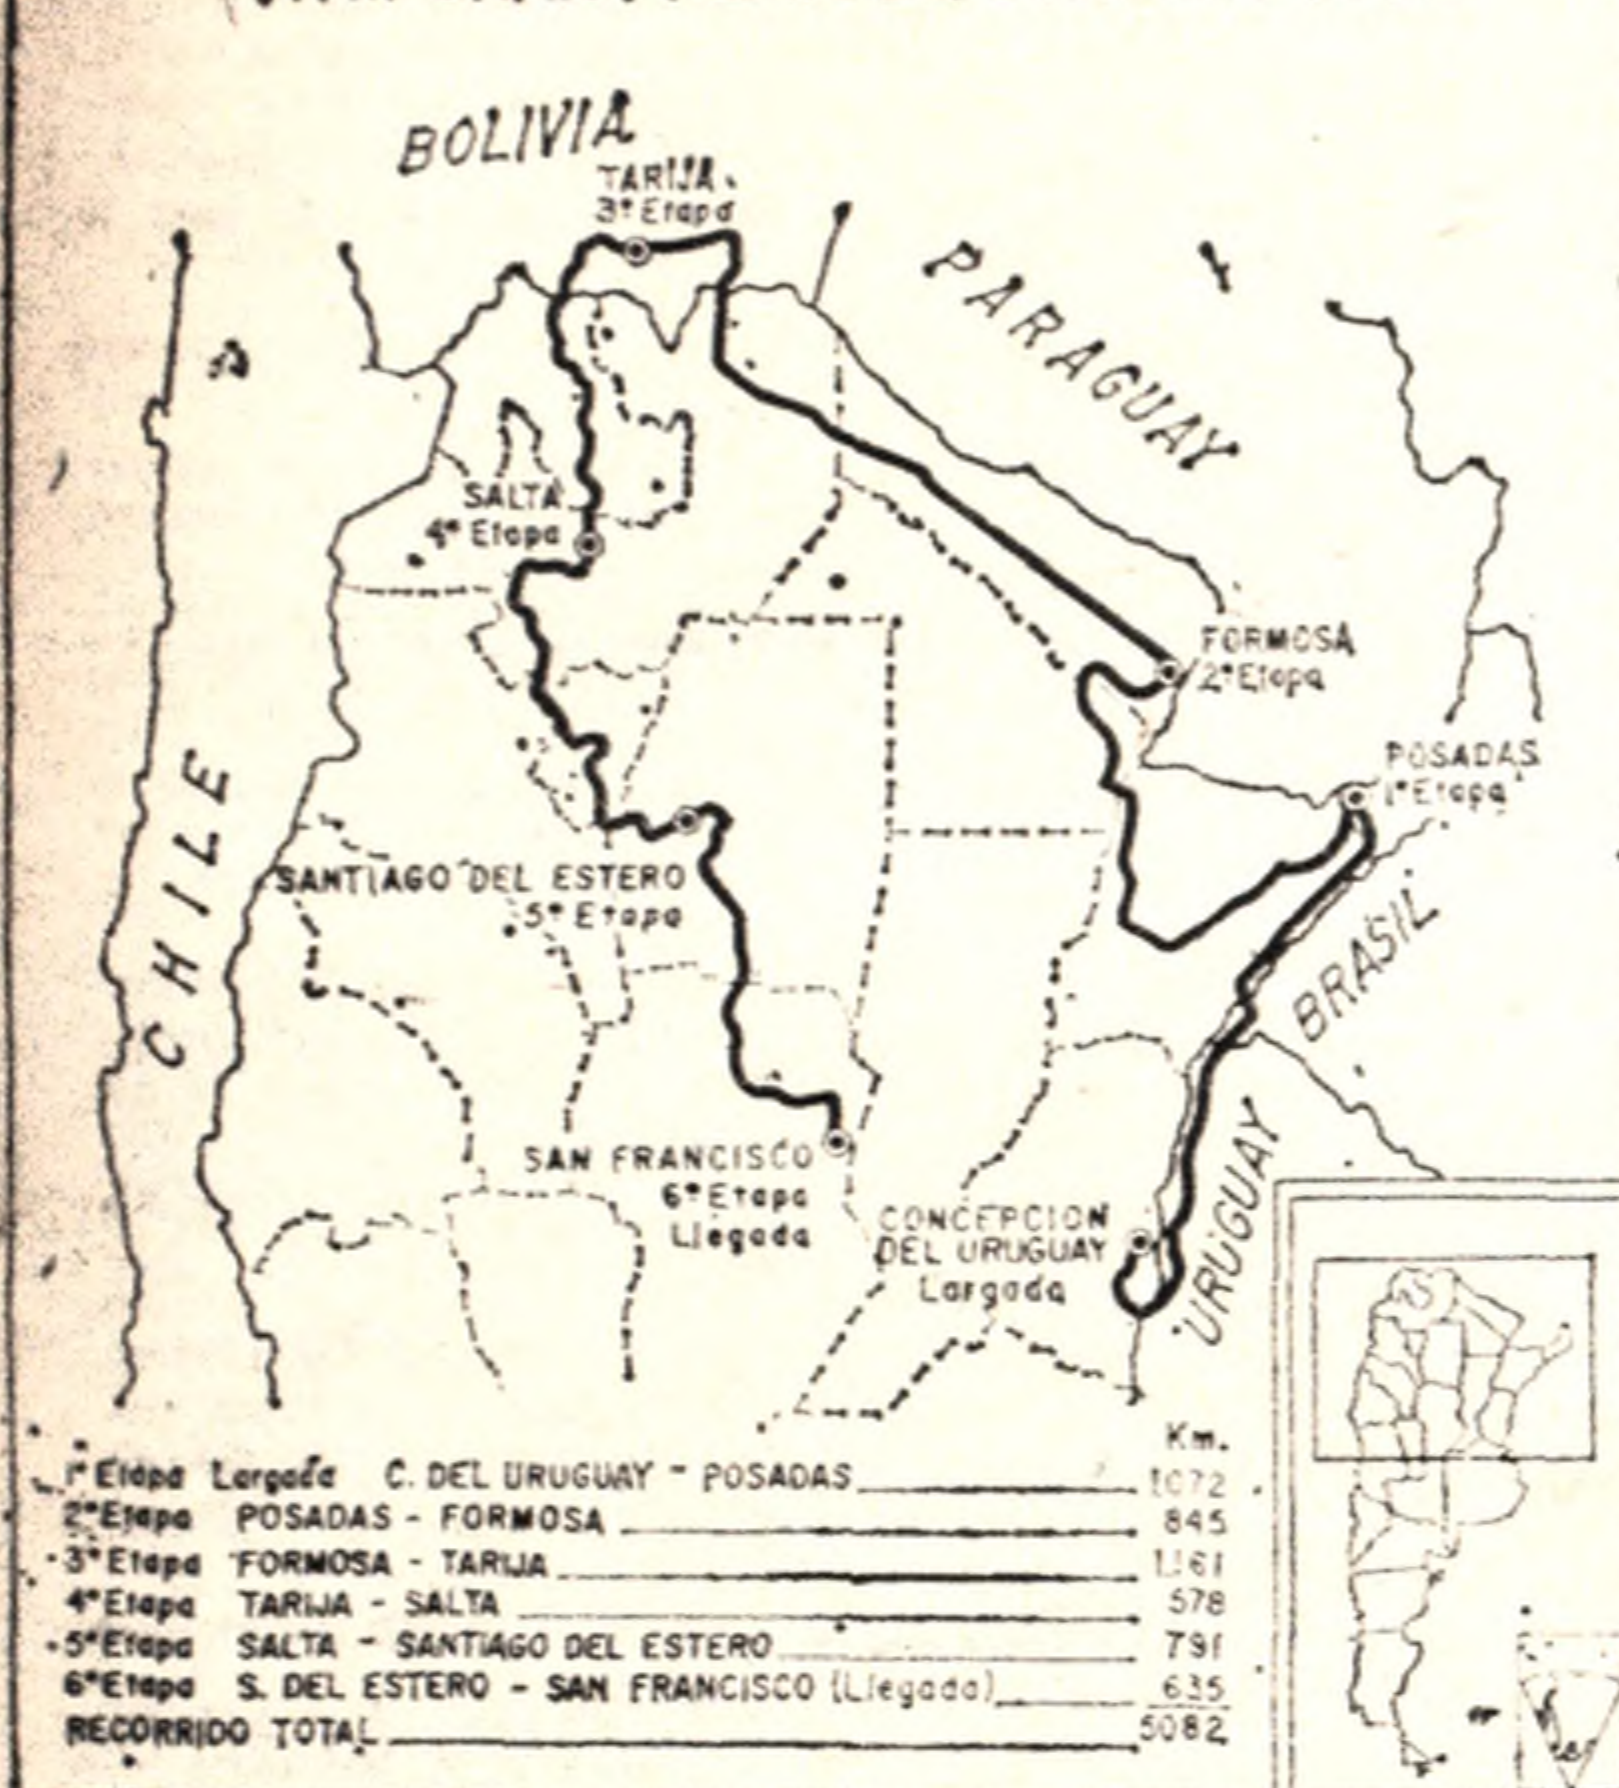 BOLIVIA
TARIJA
3ª Etapa
PARAGUAY
SALTA
4ª Etapa
FORMOSA
2ª Etapa
POSADAS
1ª Etapa
CHILE
SANTIAGO DEL ESTERO
5ª Etapa
BRASIL
SAN FRANCISCO
6ª Etapa
Llegada
CONCEPCION
DEL URUGUAY
Largada
URUGUAY
Km.
1ª Etapa Largada C. DEL URUGUAY - POSADAS 1072
2ª Etapa POSADAS - FORMOSA 845
3ª Etapa FORMOSA - TARIJA 1161
4ª Etapa TARIJA - SALTA 578
5ª Etapa SALTA - SANTIAGO DEL ESTERO 791
6ª Etapa S. DEL ESTERO - SAN FRANCISCO (Llegada) 635
RECORRIDO TOTAL 5082